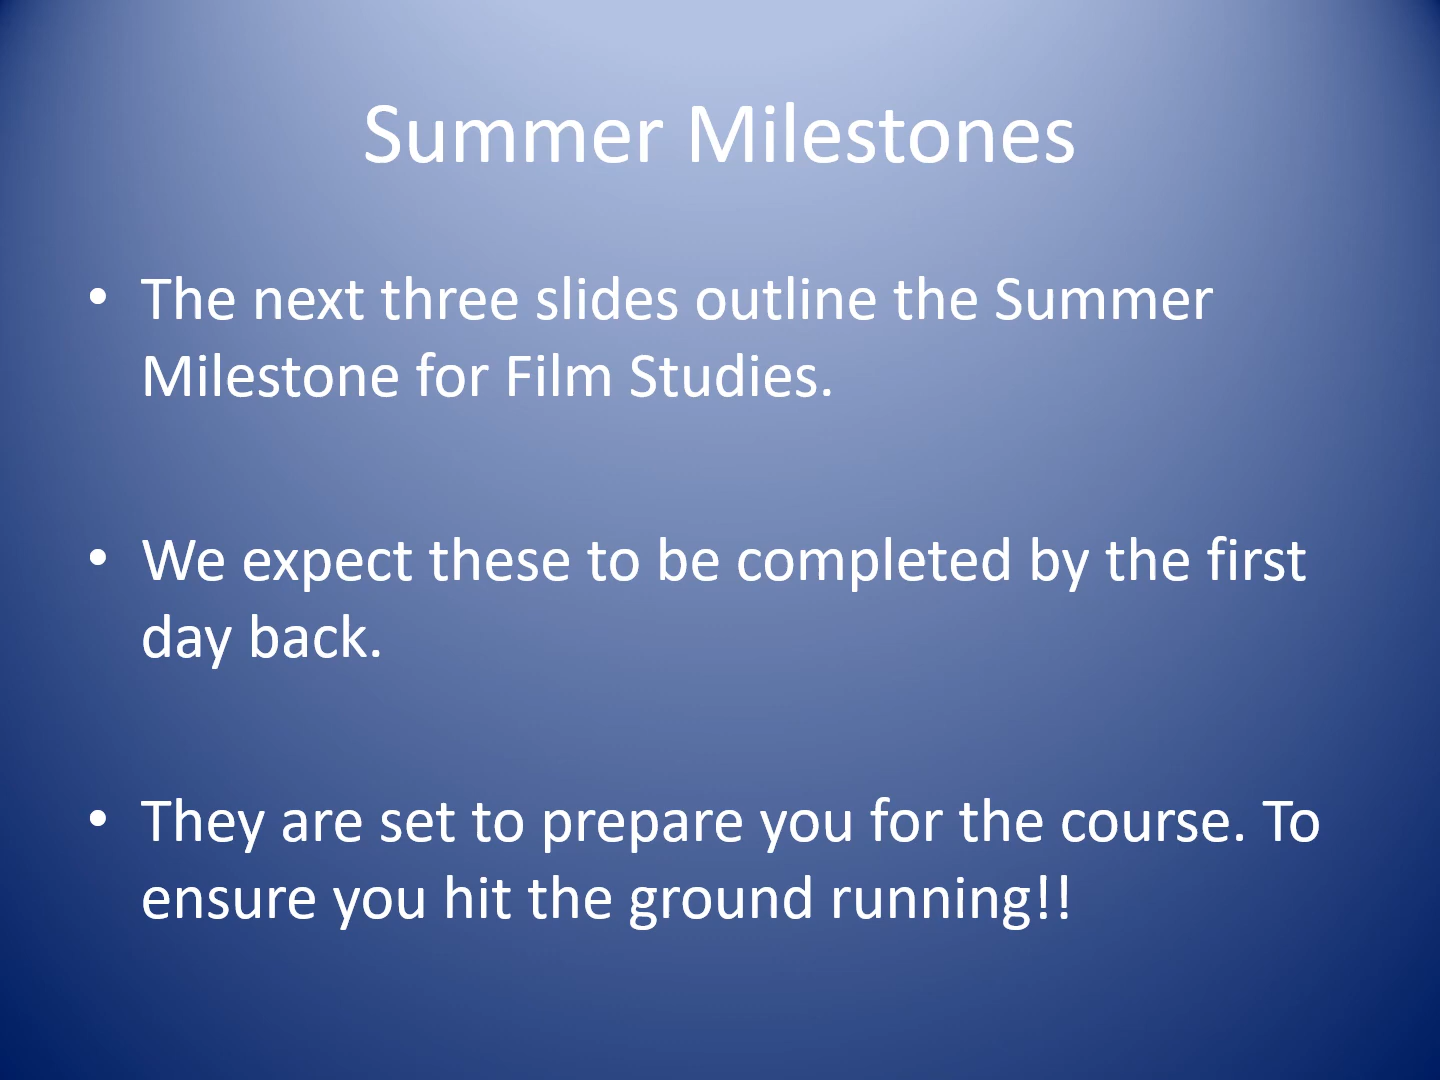 Summer Milestones
• The next three slides outline the Summer
Milestone for Film Studies.
• We expect these to be completed by the first
day back.
• They are set to prepare you for the course. To
ensure you hit the ground running!!